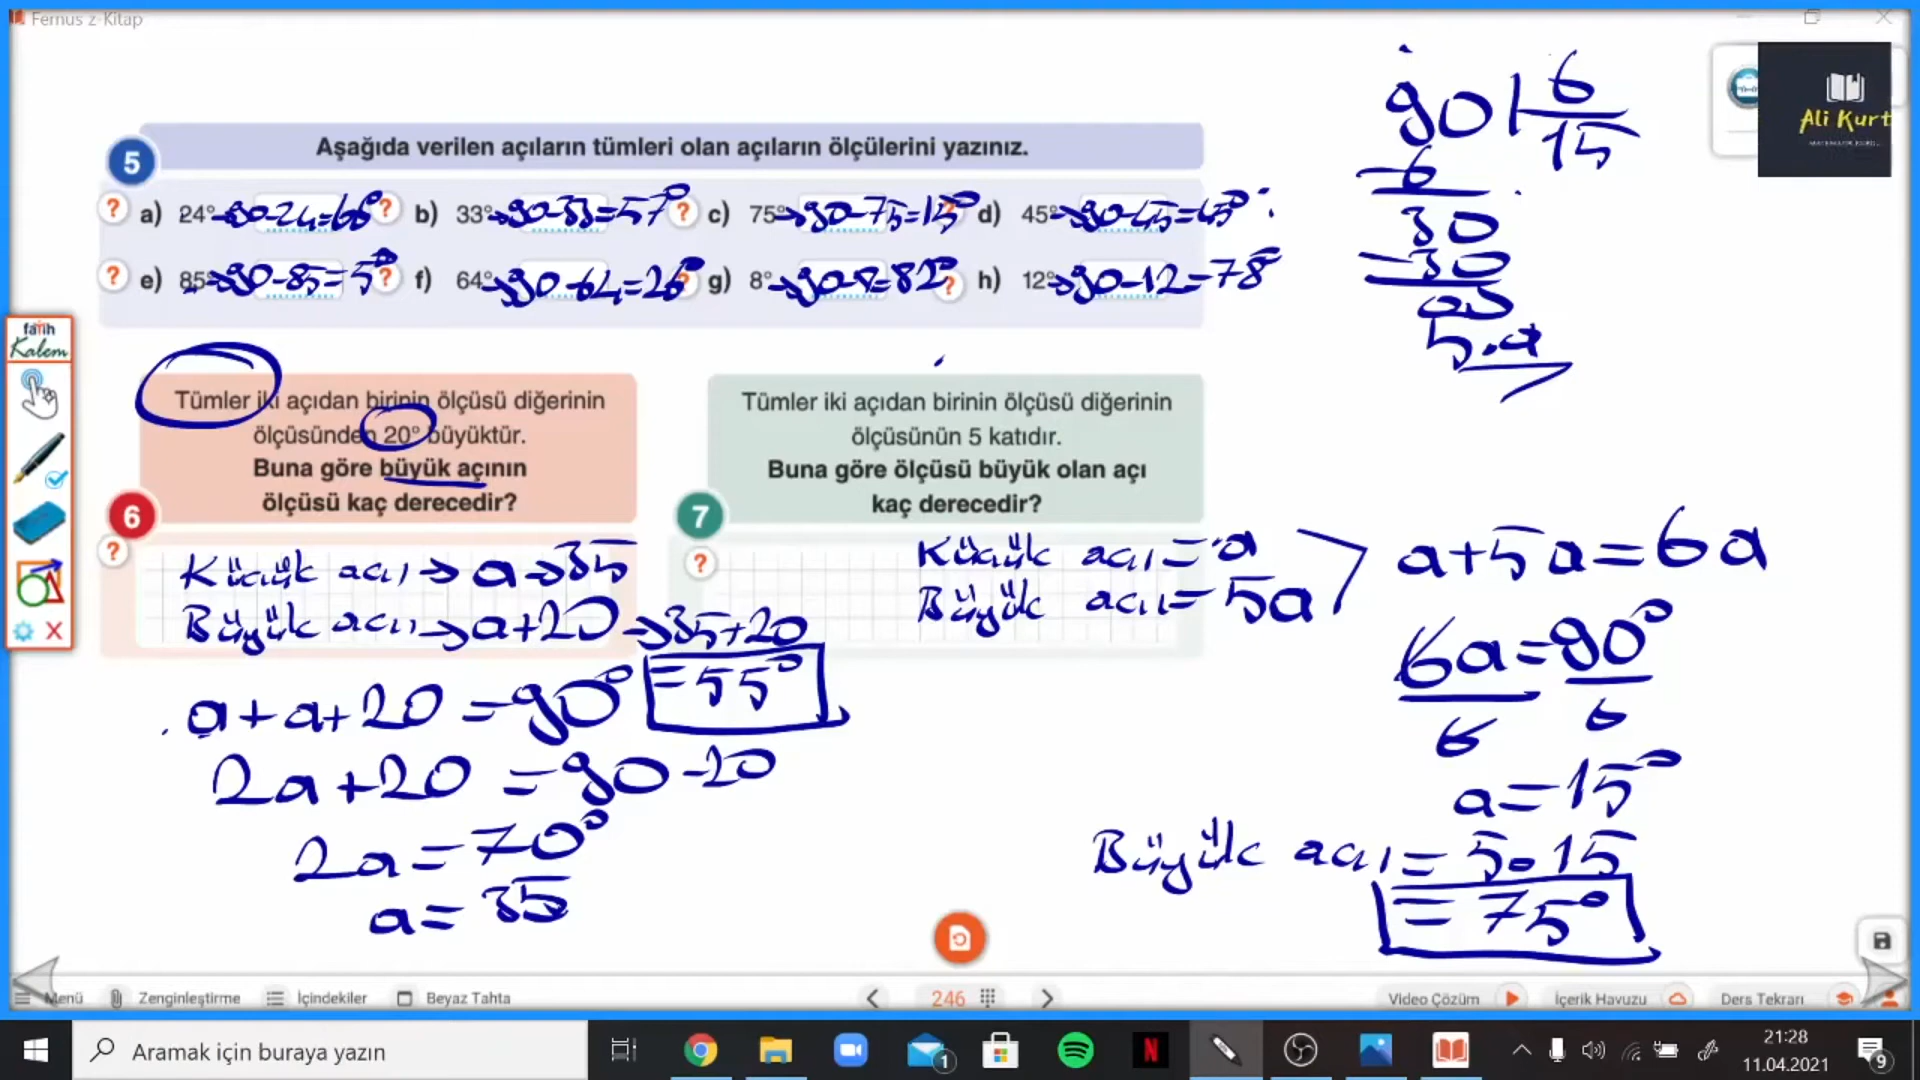 Fernus z-Kitap
5 Aşağıda verilen açıların tümleri olan açıların ölçülerini yazınız.
? a) 24° → 90-24=66° ? b) 33° → 90-33=57° ? c) 75° → 90-75=15° ? d) 45° → 90-45=45°
? e) 85° → 90-85=5° ? f) 64° → 90-64=26° ? g) 8° → 90-8=82° ? h) 12° → 90-12=78°
90 | 6
15
-6
30
-30
00
5.a
Ali Kurt
fatih
Kalem
Tümler iki açıdan birinin ölçüsü diğerinin
ölçüsünden 20° büyüktür.
Buna göre büyük açının
ölçüsü kaç derecedir?
6
?
Küçük açı → a → 35
Büyük açı → a+20 → 35+20
=55°
a+a+20=90°
2a+20=90-20
2a=70°
a=35
Tümler iki açıdan birinin ölçüsü diğerinin
ölçüsünün 5 katıdır.
Buna göre ölçüsü büyük olan açı
kaç derecedir?
7
?
Küçük açı=a
Büyük açı=5a
a+5a=6a
6a=90°
6 6
a=15°
Büyük açı=5.15
=75°
Menü Zenginleştirme İçindekiler Beyaz Tahta 246 Video Çözüm İçerik Havuzu Ders Tekrarı
Aramak için buraya yazın
1
21:28
11.04.2021
9